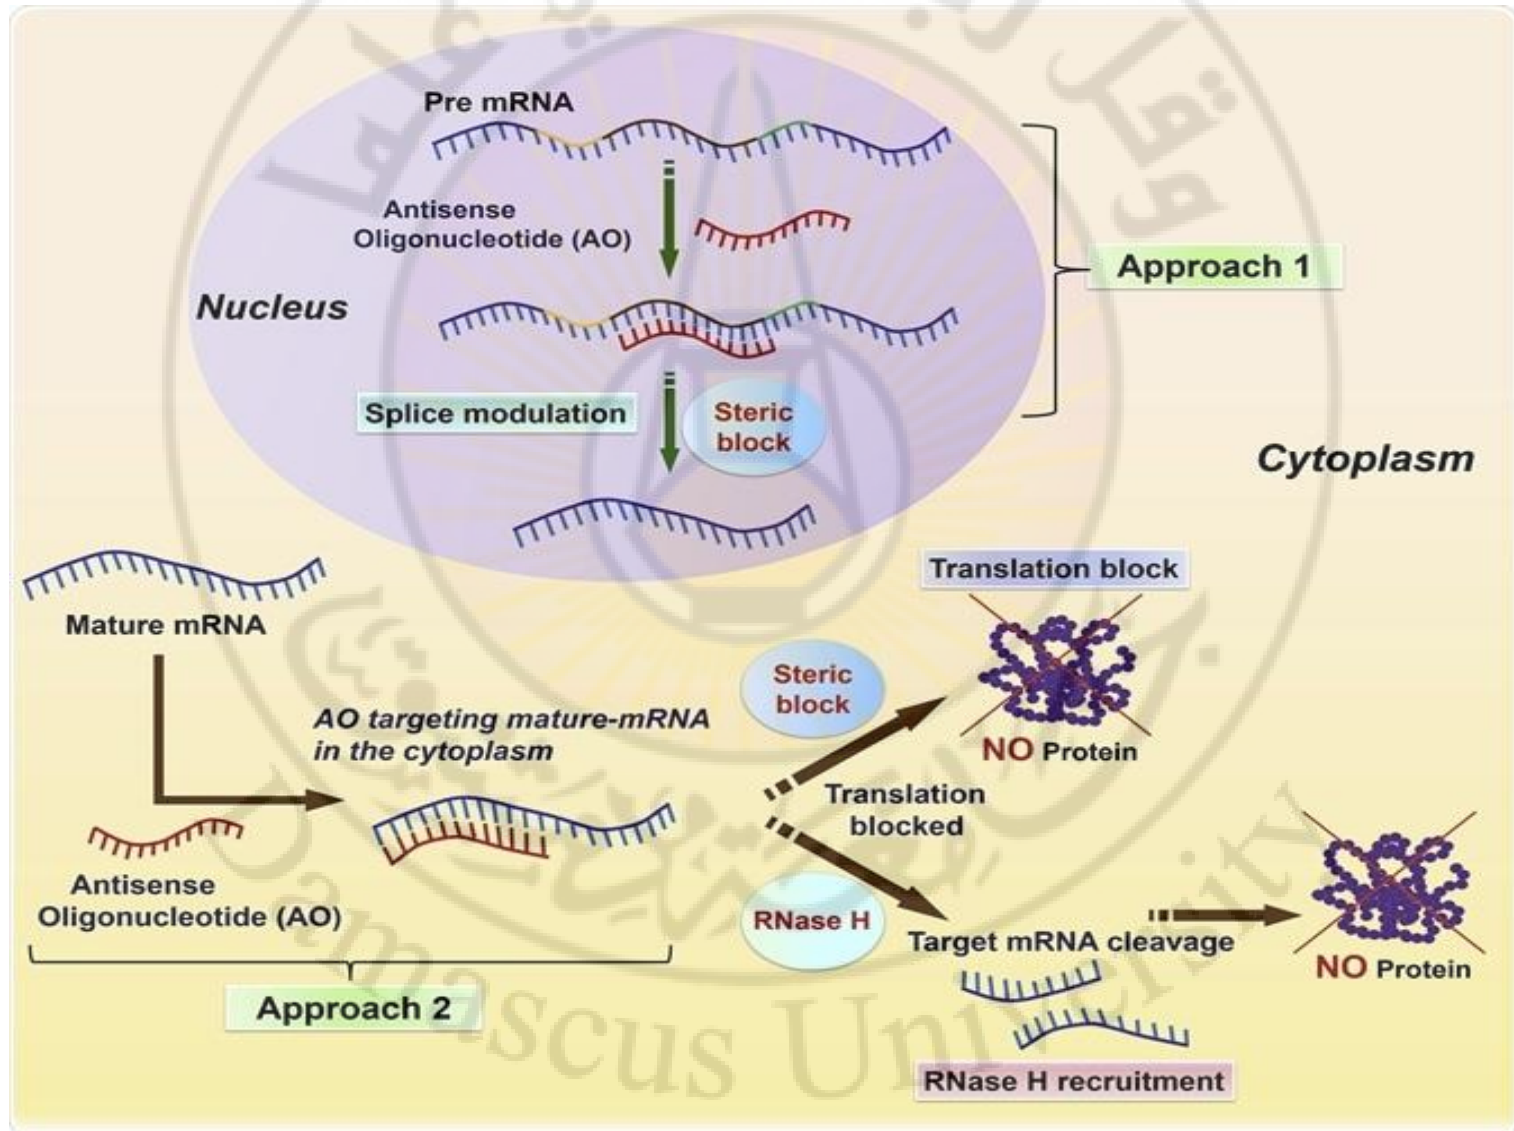 Pre mRNA
Antisense
Oligonucleotide (AO)
Nucleus
Approach 1
Splice modulation
Steric
block
Cytoplasm
Mature mRNA
Translation block
Steric
block
NO Protein
AO targeting mature-mRNA
in the cytoplasm
Translation
blocked
Antisense
Oligonucleotide (AO)
RNase H
Target mRNA cleavage
NO Protein
Approach 2
RNase H recruitment
Damascus University